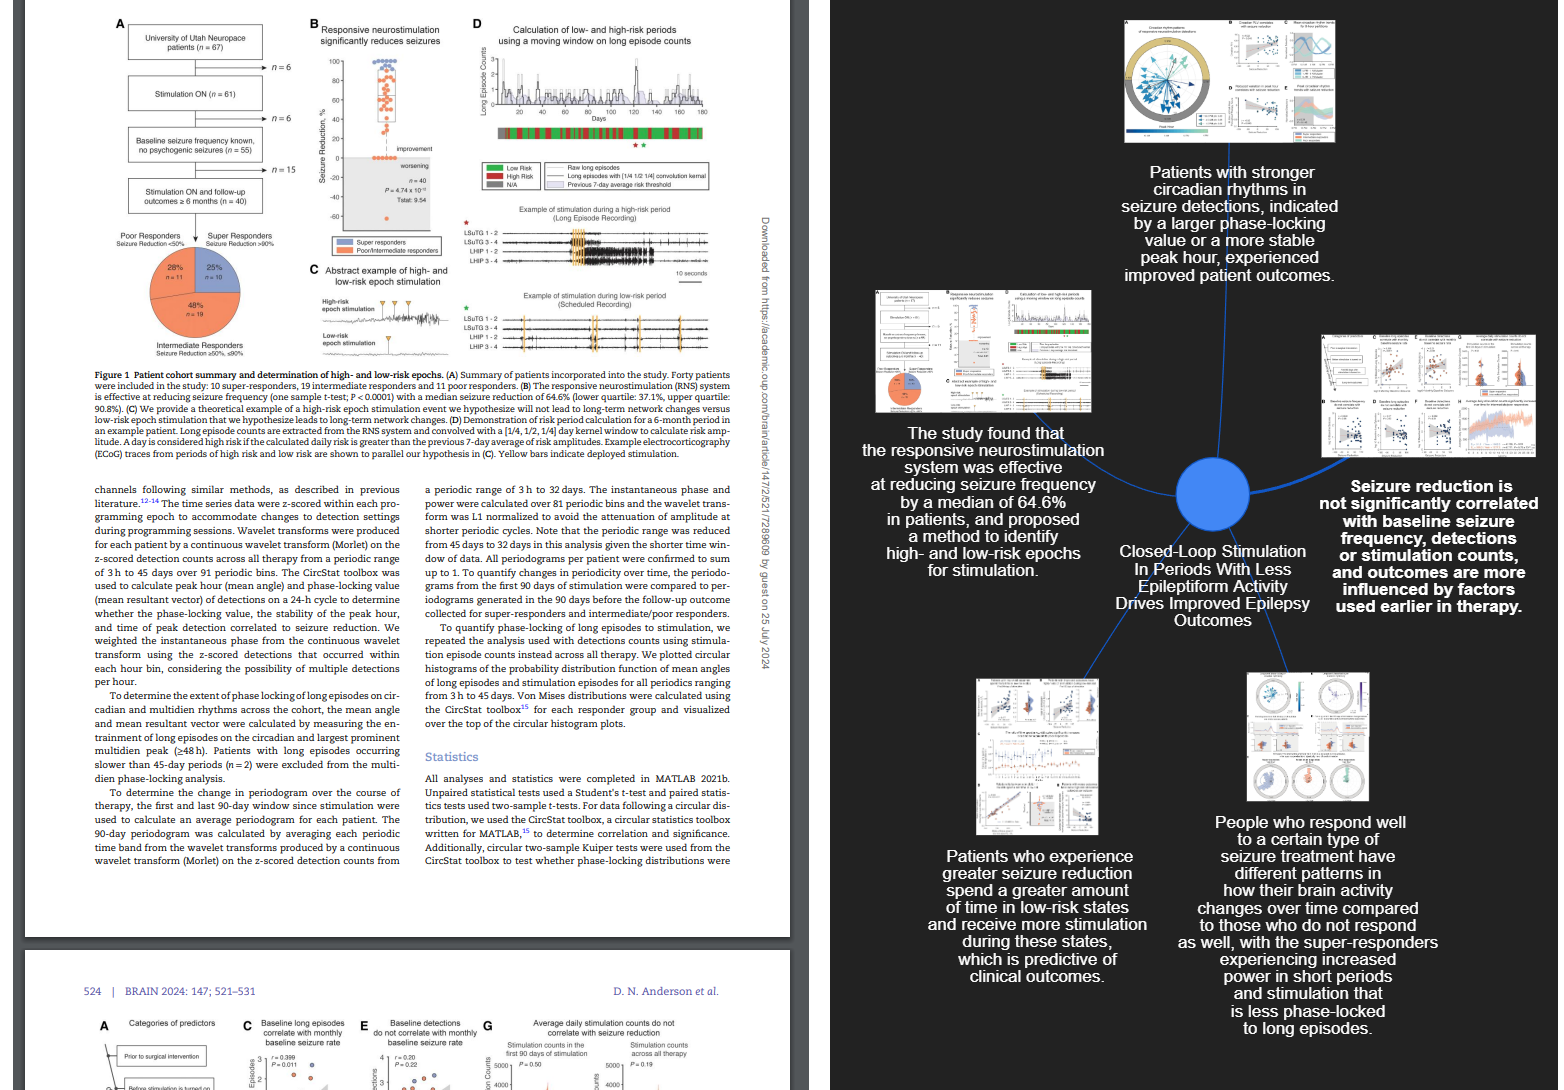 A
University of Utah Neuropace
patients (n = 67)
n = 6
Stimulation ON (n = 61)
n = 6
Baseline seizure frequency known,
no psychogenic seizures (n = 55)
n = 15
Stimulation ON and follow-up
outcomes ≥ 6 months (n = 40)
Poor Responders
Seizure Reduction <50%
Super Responders
Seizure Reduction >90%
28%
n = 11
25%
n = 10
48%
n = 19
Intermediate Responders
Seizure Reduction ≥50%, ≤90%
B
Responsive neurostimulation
significantly reduces seizures
Seizure Reduction, %
100
80
60
40
20
0
-20
-40
-60
improvement
worsening
n = 40
Tstat: 9.54
Super responders
Poor/Intermediate responders
C
Abstract example of high- and
low-risk epoch stimulation
High-risk
epoch stimulation
Low-risk
epoch stimulation
D
Calculation of low- and high-risk periods
using a moving window on long episode counts
Long Episode Counts
3
2
1
0
20 40 60 80 100 120 140 160 180
Days
Low Risk
High Risk
N/A
Raw long episodes
Long episodes with [1/4 1/2 1/4] convolution kernel
Previous 7-day average risk threshold
Example of stimulation during a high-risk period
(Long Episode Recording)
LSuTG 1 - 2
LSuTG 3 - 4
LHIP 1 - 2
LHIP 3 - 4
10 seconds
Example of stimulation during low-risk period
(Scheduled Recording)
LSuTG 1 - 2
LSuTG 3 - 4
LHIP 1 - 2
LHIP 3 - 4
Figure 1 Patient cohort summary and determination of high- and low-risk epochs. (A) Summary of patients incorporated into the study. Forty patients
were included in the study: 10 super-responders, 19 intermediate responders and 11 poor responders. (B) The responsive neurostimulation (RNS) system
is effective at reducing seizure frequency (one sample t-test; P < 0.0001) with a median seizure reduction of 64.6% (lower quartile: 37.1%, upper quartile:
90.8%). (C) We provide a theoretical example of a high-risk epoch stimulation event we hypothesize will not lead to long-term network changes versus
low-risk epoch stimulation that we hypothesize leads to long-term network changes. (D) Demonstration of risk period calculation for a 6-month period in
an example patient. Long episode counts are extracted from the RNS system and convolved with a [1/4, 1/2, 1/4] day kernel window to calculate risk amp-
litude. A day is considered high risk if the calculated daily risk is greater than the previous 7-day average of risk amplitudes. Example electrocorticography
(ECoG) traces from periods of high risk and low risk are shown to parallel our hypothesis in (C). Yellow bars indicate deployed stimulation.
channels following similar methods, as described in previous
literature.12-14 The time series data were z-scored within each pro-
gramming epoch to accommodate changes to detection settings
during programming sessions. Wavelet transforms were produced
for each patient by a continuous wavelet transform (Morlet) on the
z-scored detection counts across all therapy from a periodic range
of 3 h to 45 days over 91 periodic bins. The CircStat toolbox was
used to calculate peak hour (mean angle) and phase-locking value
(mean resultant vector) of detections on a 24-h cycle to determine
whether the phase-locking value, the stability of the peak hour,
and time of peak detection correlated to seizure reduction. We
weighted the instantaneous phase from the continuous wavelet
transform using the z-scored detections that occurred within
each hour bin, considering the possibility of multiple detections
per hour.
To determine the extent of phase locking of long episodes on cir-
cadian and multidien rhythms across the cohort, the mean angle
and mean resultant vector were calculated by measuring the en-
trainment of long episodes on the circadian and largest prominent
multidien peak (≥48 h). Patients with long episodes occurring
slower than 45-day periods (n = 2) were excluded from the multi-
dien phase-locking analysis.
To determine the change in periodogram over the course of
therapy, the first and last 90-day window since stimulation were
used to calculate an average periodogram for each patient. The
90-day periodogram was calculated by averaging each periodic
time band from the wavelet transforms produced by a continuous
wavelet transform (Morlet) on the z-scored detection counts from
a periodic range of 3 h to 32 days. The instantaneous phase and
power were calculated over 81 periodic bins and the wavelet trans-
form was L1 normalized to avoid the attenuation of amplitude at
shorter periodic cycles. Note that the periodic range was reduced
from 45 days to 32 days in this analysis given the shorter time win-
dow of data. All periodograms per patient were confirmed to sum
up to 1. To quantify changes in periodicity over time, the periodo-
grams from the first 90 days of stimulation were compared to per-
iodograms generated in the 90 days before the follow-up outcome
collected for super-responders and intermediate/poor responders.
To quantify phase-locking of long episodes to stimulation, we
repeated the analysis used with detections counts using stimula-
tion episode counts instead across all therapy. We plotted circular
histograms of the probability distribution function of mean angles
of long episodes and stimulation episodes for all periodics ranging
from 3 h to 45 days. Von Mises distributions were calculated using
the CircStat toolbox15 for each responder group and visualized
over the top of the circular histogram plots.
Statistics
All analyses and statistics were completed in MATLAB 2021b.
Unpaired statistical tests used a Student's t-test and paired statis-
tics tests used two-sample t-tests. For data following a circular dis-
tribution, we used the CircStat toolbox, a circular statistics toolbox
written for MATLAB,15 to determine correlation and significance.
Additionally, circular two-sample Kuiper tests were used from the
CircStat toolbox to test whether phase-locking distributions were
Downloaded from https://academic.oup.com/brain/article/147/2/521/7289609 by guest on 25 July 2024
524 | BRAIN 2024: 147; 521–531
D. N. Anderson et al.
A
Categories of predictors
Prior to surgical intervention
Before stimulation is turned on
C
Baseline long episodes
correlate with monthly
baseline seizure rate
r = 0.399
P = 0.011
3
2
Episodes
E
Baseline detections
do not correlate with monthly
baseline seizure rate
r = 0.20
P = 0.22
4
3
G
Average daily stimulation counts do not
correlate with seizure reduction
Stimulation counts in the
first 90 days of stimulation
P = 0.50
5000
4000
Stimulation counts
across all therapy
P = 0.19
5000
4000
Patients with stronger
circadian rhythms in
seizure detections, indicated
by a larger phase-locking
value or a more stable
peak hour, experienced
improved patient outcomes.
The study found that
the responsive neurostimulation
system was effective
at reducing seizure frequency
by a median of 64.6%
in patients, and proposed
a method to identify
high- and low-risk epochs
for stimulation.
Closed-Loop Stimulation
In Periods With Less
Epileptiform Activity
Drives Improved Epilepsy
Outcomes
Seizure reduction is
not significantly correlated
with baseline seizure
frequency, detections
or stimulation counts,
and outcomes are more
influenced by factors
used earlier in therapy.
Patients who experience
greater seizure reduction
spend a greater amount
of time in low-risk states
and receive more stimulation
during these states,
which is predictive of
clinical outcomes.
People who respond well
to a certain type of
seizure treatment have
different patterns in
how their brain activity
changes over time compared
to those who do not respond
as well, with the super-responders
experiencing increased
power in short periods
and stimulation that
is less phase-locked
to long episodes.